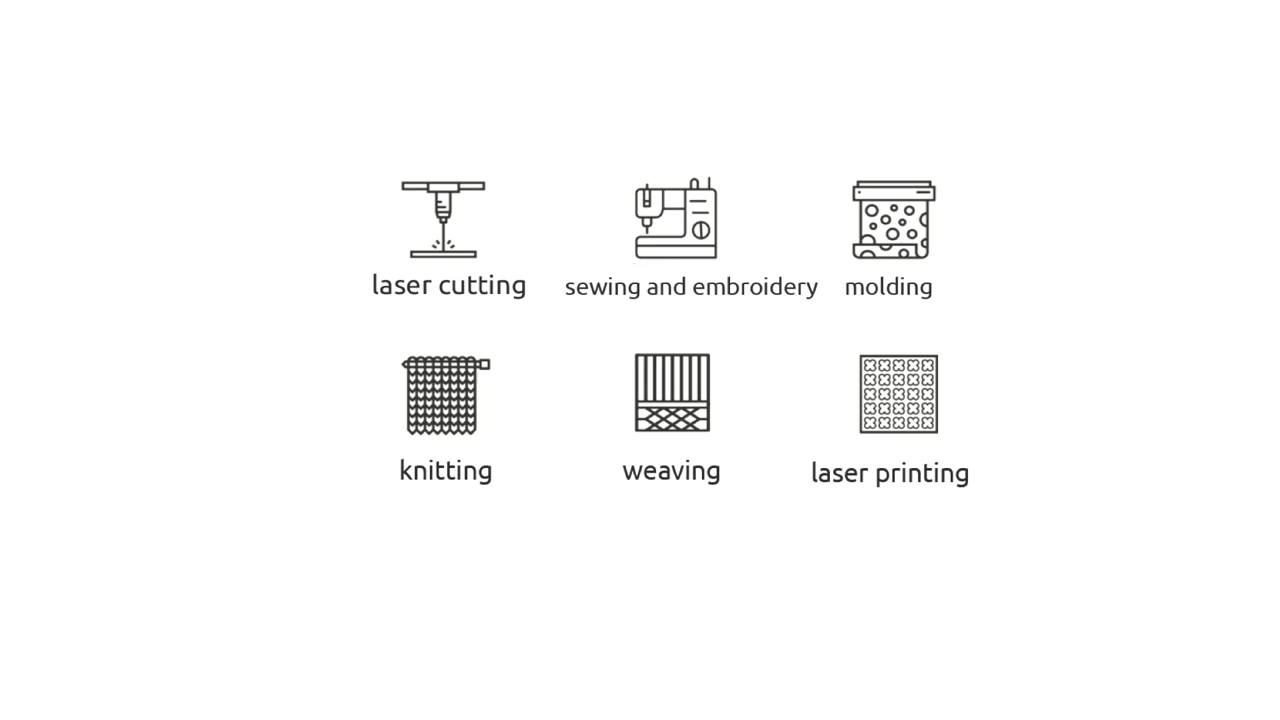 laser cutting
sewing and embroidery
molding
knitting
weaving
laser printing